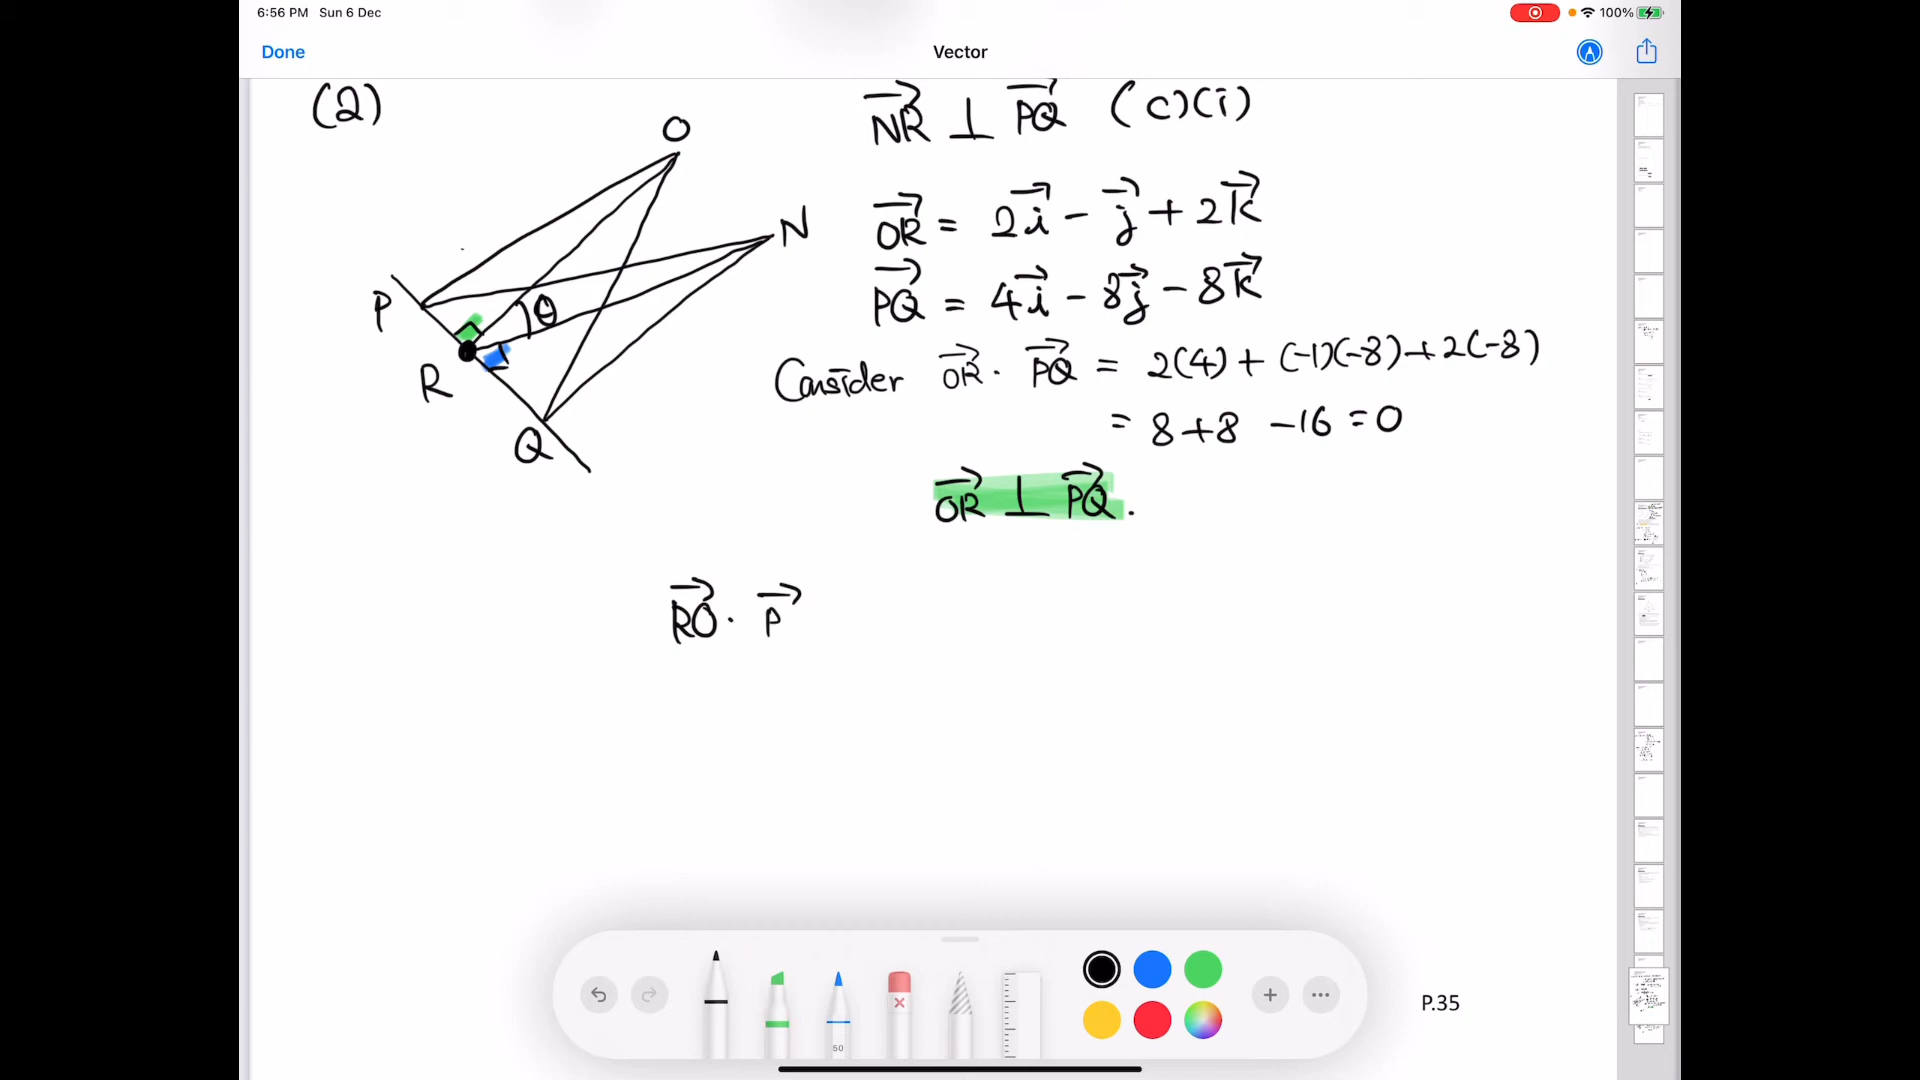 6:56 PM Sun 6 Dec
100%
Done
Vector
(2)
O
N
P
θ
R
Q
NR ⊥ PQ (c)(i)
OR = 2i - j + 2k
PQ = 4i - 8j - 8k
Consider OR · PQ = 2(4) + (-1)(-8) + 2(-8)
= 8+8 -16 = 0
OR ⊥ PQ.
RO · P
50
P.35